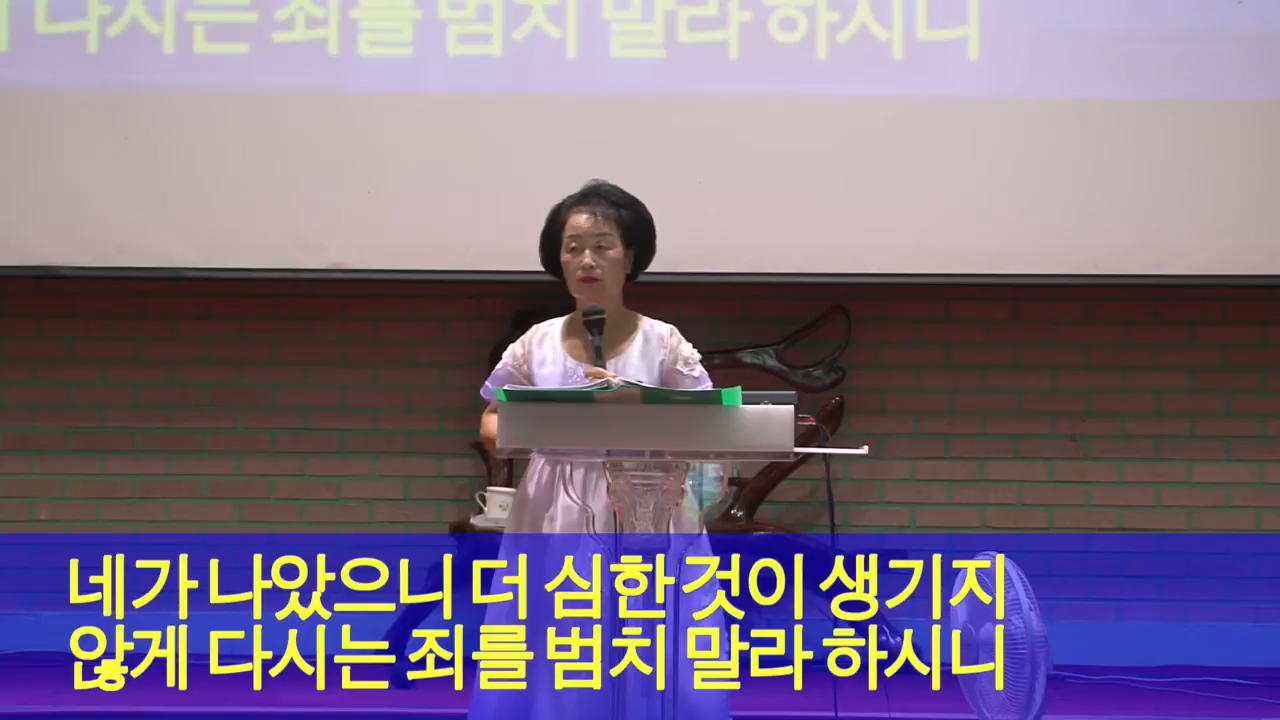 다시는 죄를 범치 말라 하시니
네가 나았으니 더 심한 것이 생기지
않게 다시는 죄를 범치 말라 하시니